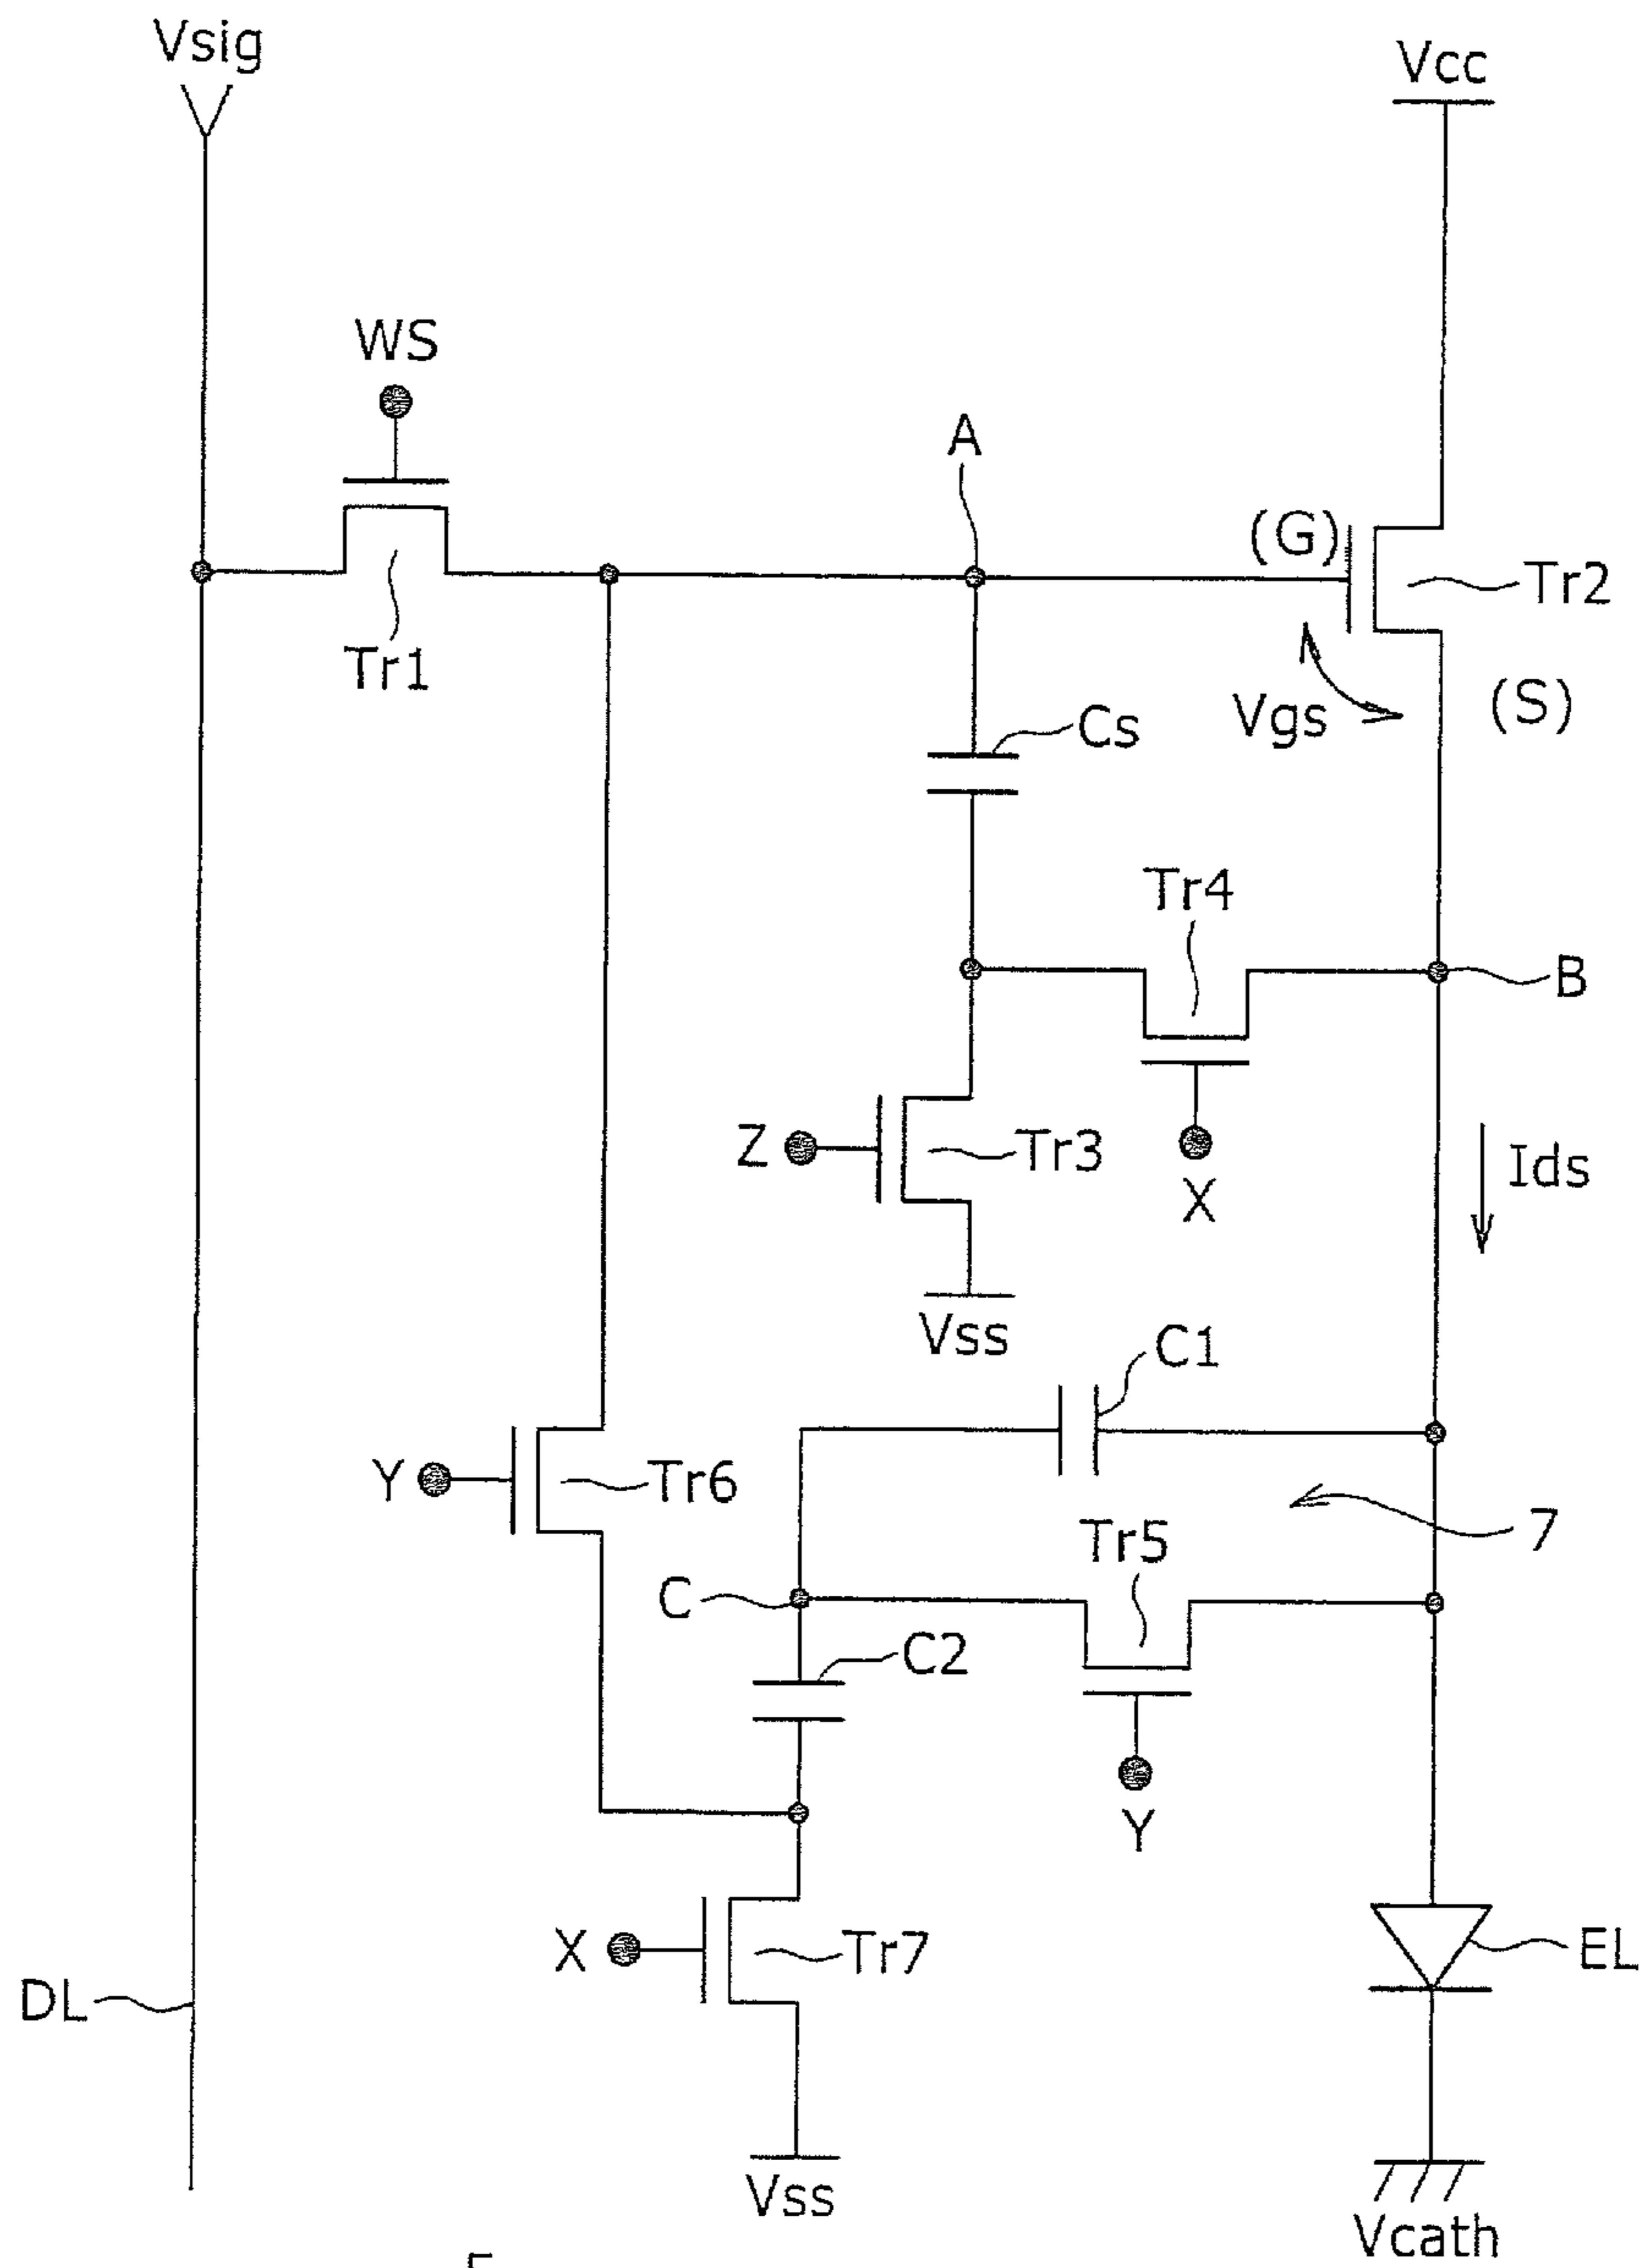 Vsig
Vcc
WS
A
(G)
Tr2
Tr1
Vgs
(S)
Cs
Tr4
B
Z
Tr3
X
Ids
Vss
C1
Y
Tr6
7
Tr5
C
C2
Y
X
Tr7
EL
DL
Vss
Vcath